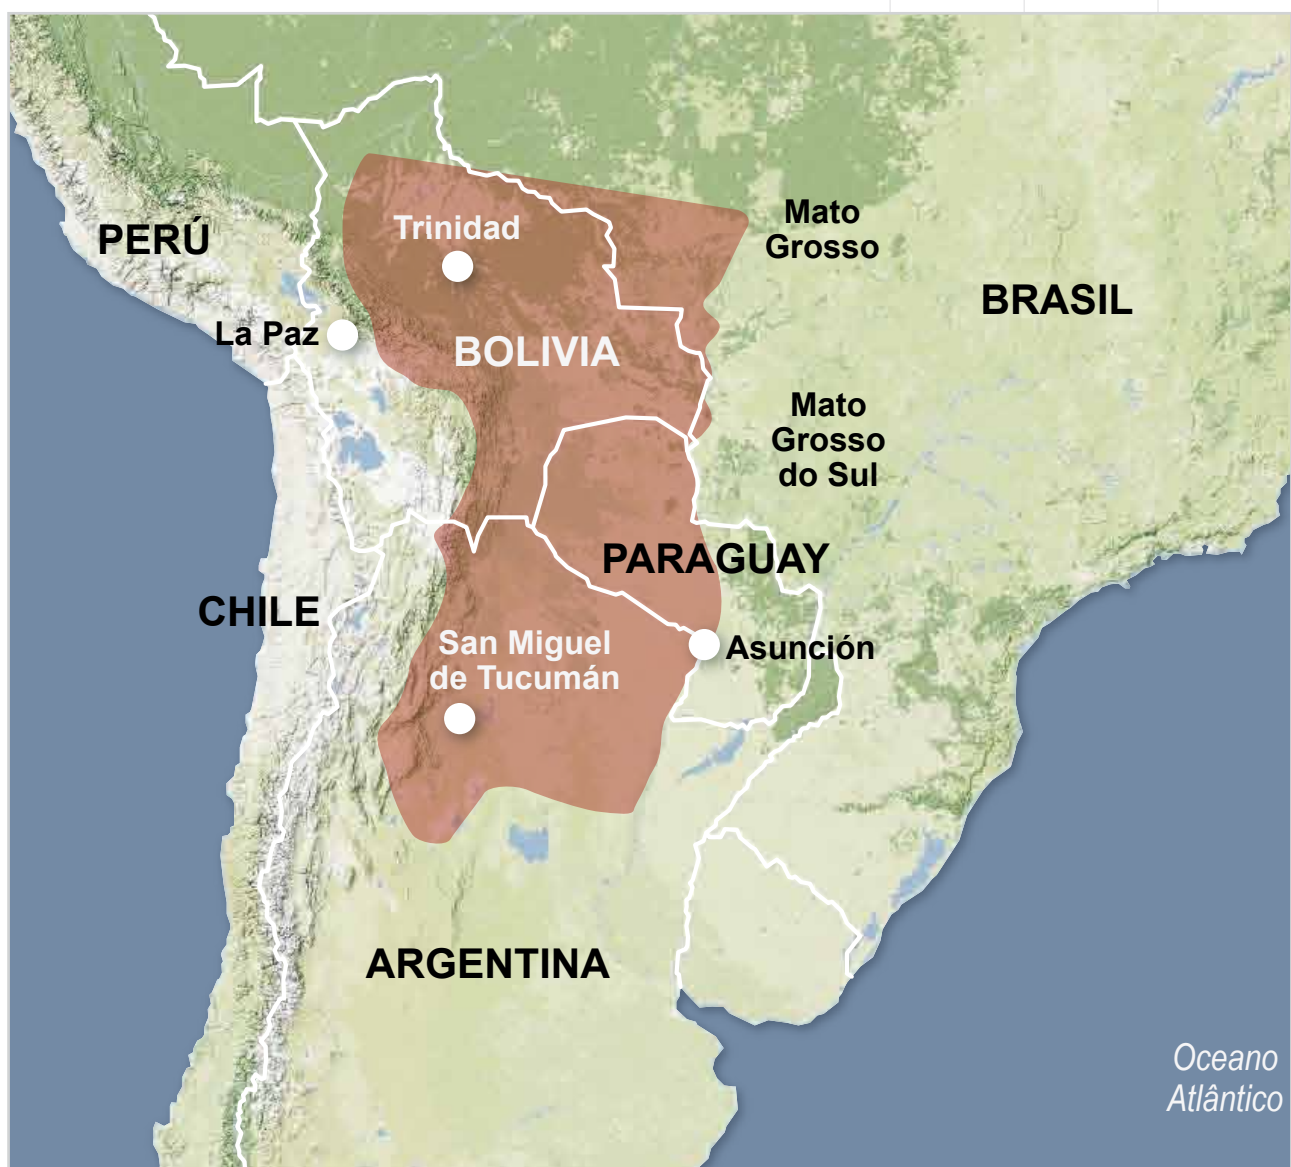 Mato
Grosso
Trinidad
PERÚ
BRASIL
La Paz
BOLIVIA
Mato
Grosso
do Sul
PARAGUAY
CHILE
San Miguel
de Tucumán
Asunción
ARGENTINA
Oceano
Atlântico